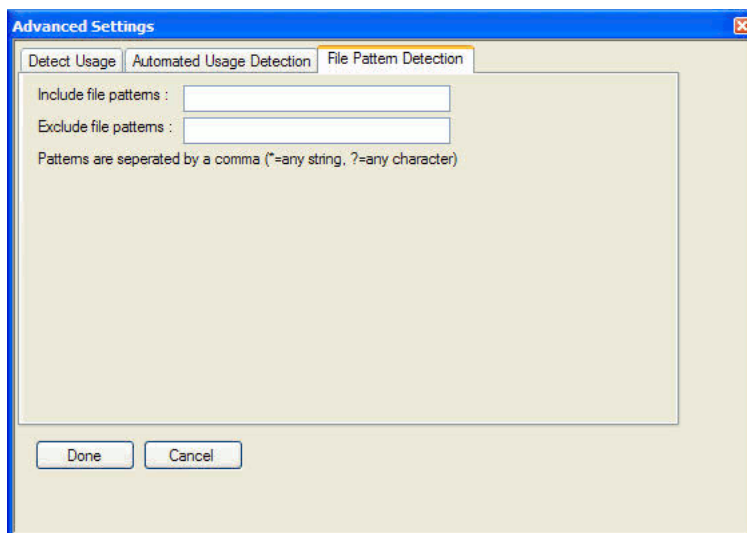 Advanced Settings
Detect Usage Automated Usage Detection File Pattern Detection
Include file patterns :
Exclude file patterns :
Patterns are seperated by a comma (*=any string, ?=any character)
Done Cancel